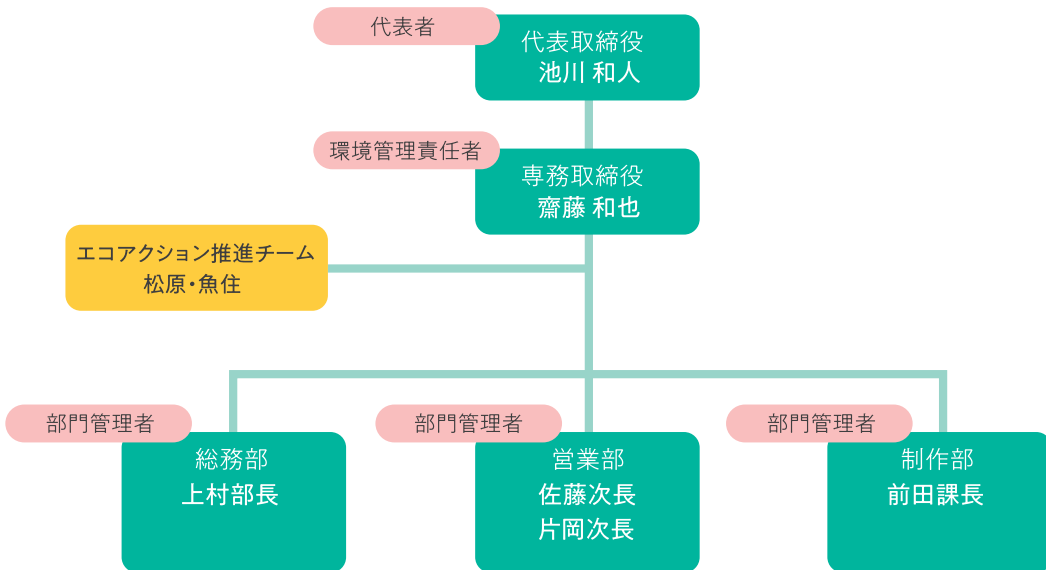 代表者
代表取締役
池川 和人
環境管理責任者
専務取締役
齋藤 和也
エコアクション推進チーム
松原・魚住
部門管理者
総務部
上村部長
部門管理者
営業部
佐藤次長
片岡次長
部門管理者
制作部
前田課長